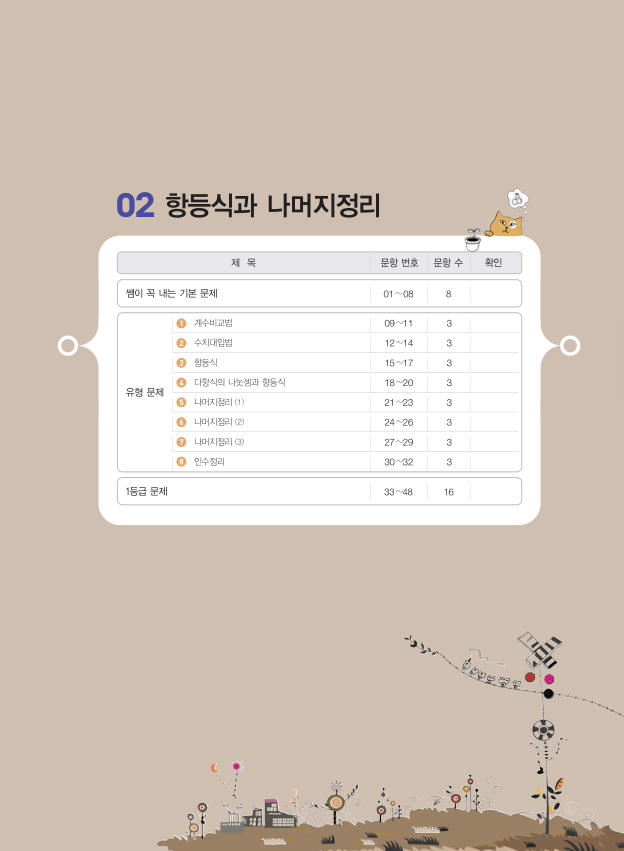 02 항등식과 나머지정리
제 목 문항 번호 문항 수 확인
쌤이 꼭 내는 기본 문제 01~08 8
유형 문제
1 계수비교법 09~11 3
2 수치대입법 12~14 3
3 항등식 15~17 3
4 다항식의 나눗셈과 항등식 18~20 3
5 나머지정리 (1) 21~23 3
6 나머지정리 (2) 24~26 3
7 나머지정리 (3) 27~29 3
8 인수정리 30~32 3
1등급 문제 33~48 16